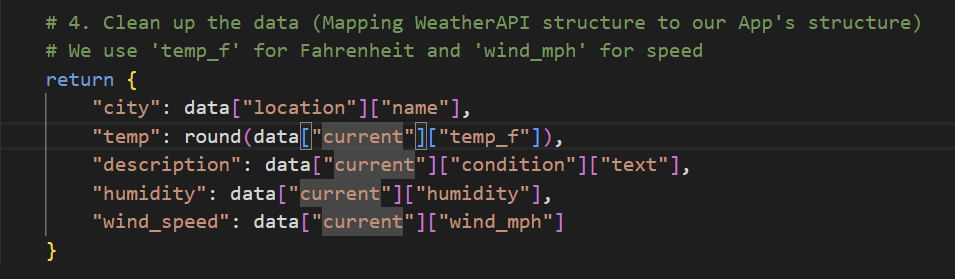 # 4. Clean up the data (Mapping WeatherAPI structure to our App's structure)
# We use 'temp_f' for Fahrenheit and 'wind_mph' for speed
return {
    "city": data["location"]["name"],
    "temp": round(data["current"]["temp_f"]),
    "description": data["current"]["condition"]["text"],
    "humidity": data["current"]["humidity"],
    "wind_speed": data["current"]["wind_mph"]
}